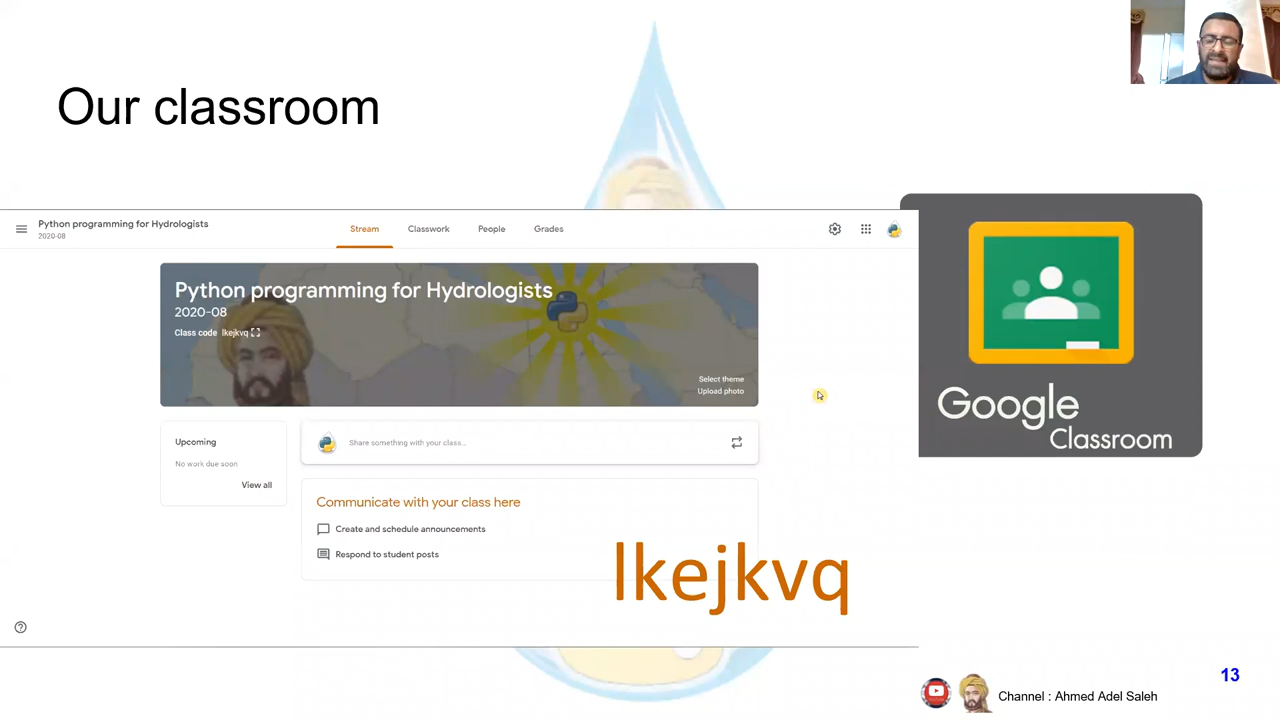 Our classroom
Python programming for Hydrologists
2020-08
Stream
Classwork
People
Grades
Python programming for Hydrologists
2020-08
Class code lkejkvq
Select theme
Upload photo
Upcoming
No work due soon
View all
Share something with your class...
Communicate with your class here
Create and schedule announcements
Respond to student posts
lkejkvq
Google
Classroom
13
Channel : Ahmed Adel Saleh